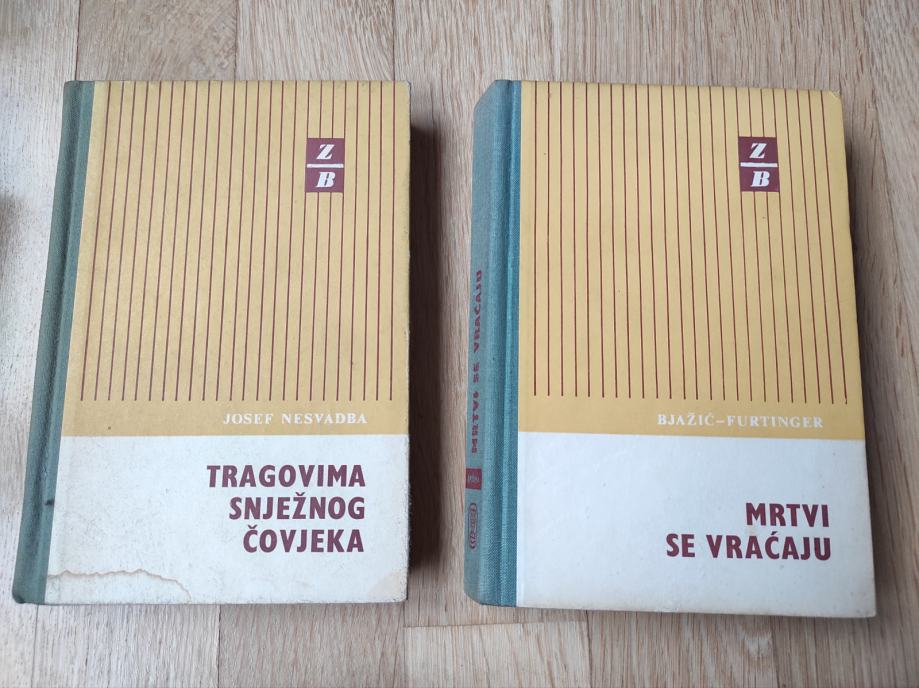 Z
B
JOSEF NESVADBA
TRAGOVIMA
SNJEŽNOG
ČOVJEKA
MRTVI SE VRAĆAJU
Z
B
BJAŽIĆ–FURTINGER
MRTVI
SE VRAĆAJU